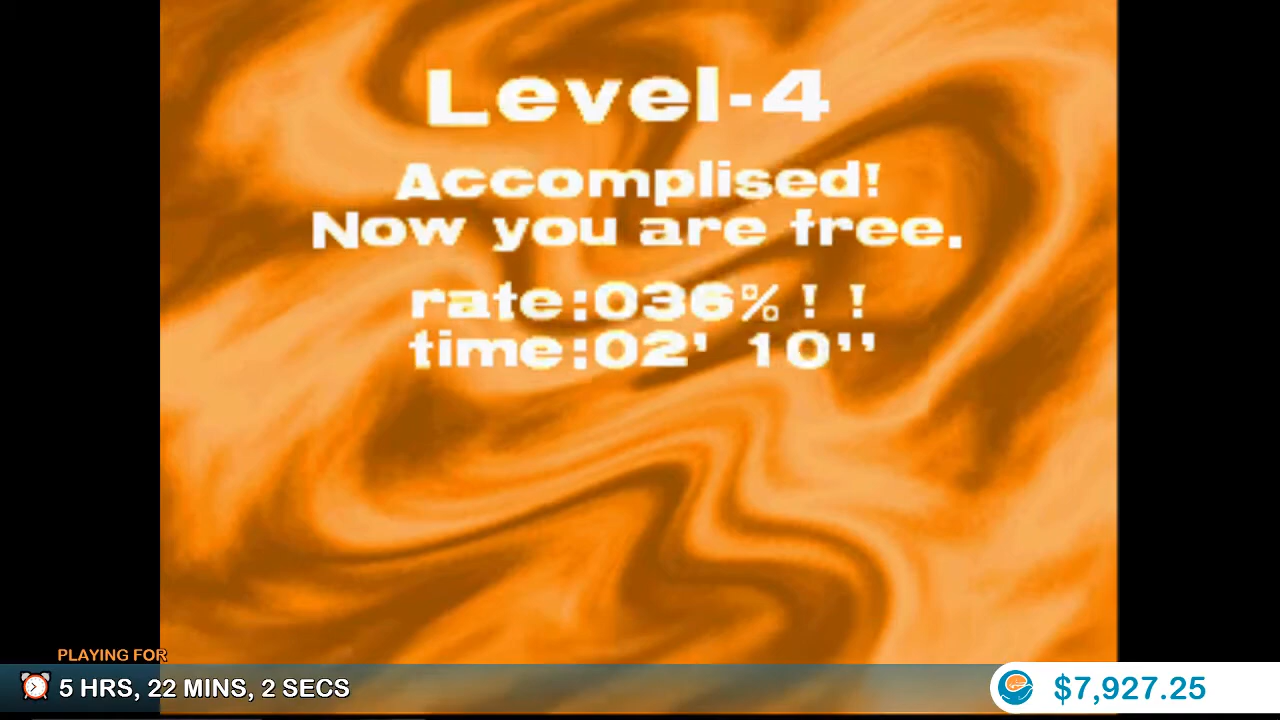 Level-4
Accomplised!
Now you are free.
rate:036%!!
time:02' 10''
PLAYING FOR
5 HRS, 22 MINS, 2 SECS
$7,927.25